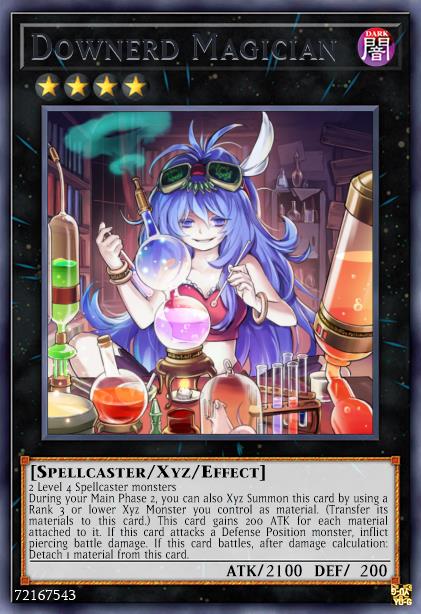 DOWNERD MAGICIAN
DARK
闇
[SPELLCASTER/XYZ/EFFECT]
2 Level 4 Spellcaster monsters
During your Main Phase 2, you can also Xyz Summon this card by using a
Rank 3 or lower Xyz Monster you control as material. (Transfer its
materials to this card.) This card gains 200 ATK for each material
attached to it. If this card attacks a Defense Position monster, inflict
piercing battle damage. If this card battles, after damage calculation:
Detach 1 material from this card.
ATK/2100 DEF/ 200
72167543